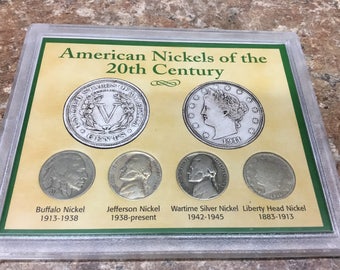 American Nickels of the
20th Century
V
CENTS
Buffalo Nickel
1913-1938
Jefferson Nickel
1938-present
Wartime Silver Nickel
1942-1945
Liberty Head Nickel
1883-1913